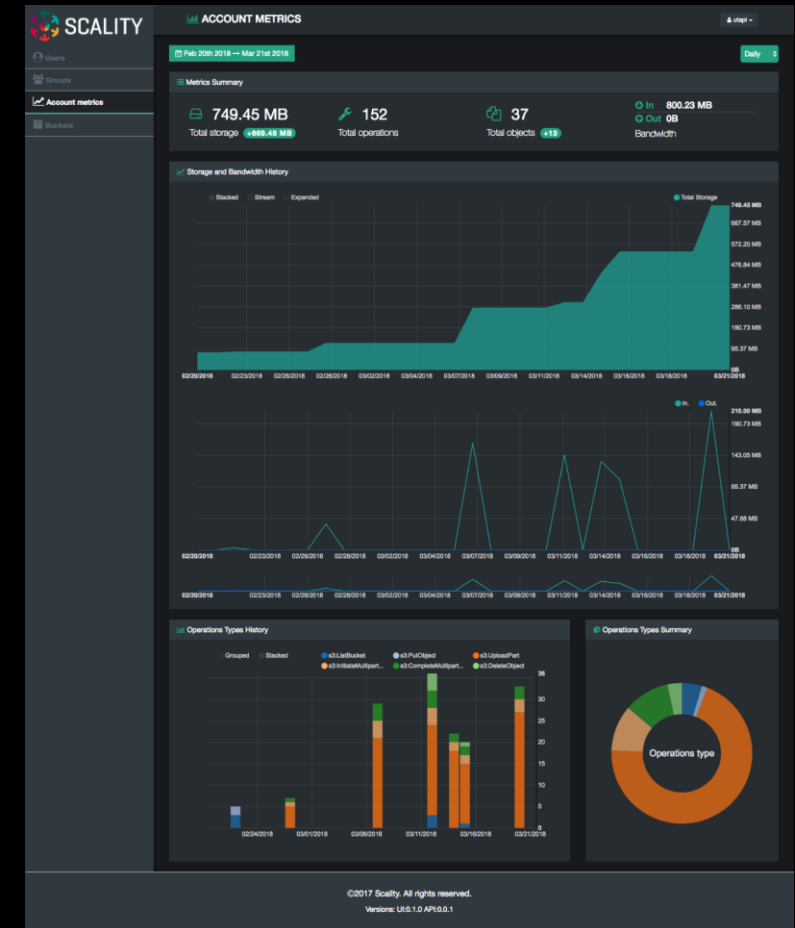 SCALITY
ACCOUNT METRICS
utapi
Users
Groups
Account metrics
Buckets
Feb 20th 2018 → Mar 21st 2018
Daily
Metrics Summary
749.45 MB
Total storage +669.48 MB
152
Total operations
37
Total objects +13
In 800.23 MB
Out 0B
Bandwidth
Storage and Bandwidth History
Stacked Stream Expanded
Total Storage
749.45 MB
667.57 MB
572.20 MB
476.84 MB
381.47 MB
286.10 MB
190.73 MB
95.37 MB
0B
02/20/2018 02/23/2018 02/26/2018 02/28/2018 03/02/2018 03/04/2018 03/07/2018 03/09/2018 03/11/2018 03/14/2018 03/16/2018 03/18/2018 03/21/2018
In. Out.
210.00 MB
190.73 MB
143.05 MB
95.37 MB
47.68 MB
0B
02/20/2018 02/23/2018 02/26/2018 02/28/2018 03/02/2018 03/04/2018 03/07/2018 03/09/2018 03/11/2018 03/14/2018 03/16/2018 03/18/2018 03/21/2018
02/20/2018 02/23/2018 02/26/2018 02/28/2018 03/02/2018 03/04/2018 03/07/2018 03/09/2018 03/11/2018 03/14/2018 03/16/2018 03/18/2018 03/21/2018
Operations Types History
Grouped Stacked s3:ListBucket s3:PutObject s3:UploadPart
s3:InitiateMultipart... s3:CompleteMultipart... s3:DeleteObject
36
30
25
20
15
10
5
0
02/24/2018 03/01/2018 03/06/2018 03/11/2018 03/16/2018 03/21/2018
Operations Types Summary
Operations type
©2017 Scality. All rights reserved.
Versions: UI:0.1.0 API:0.0.1